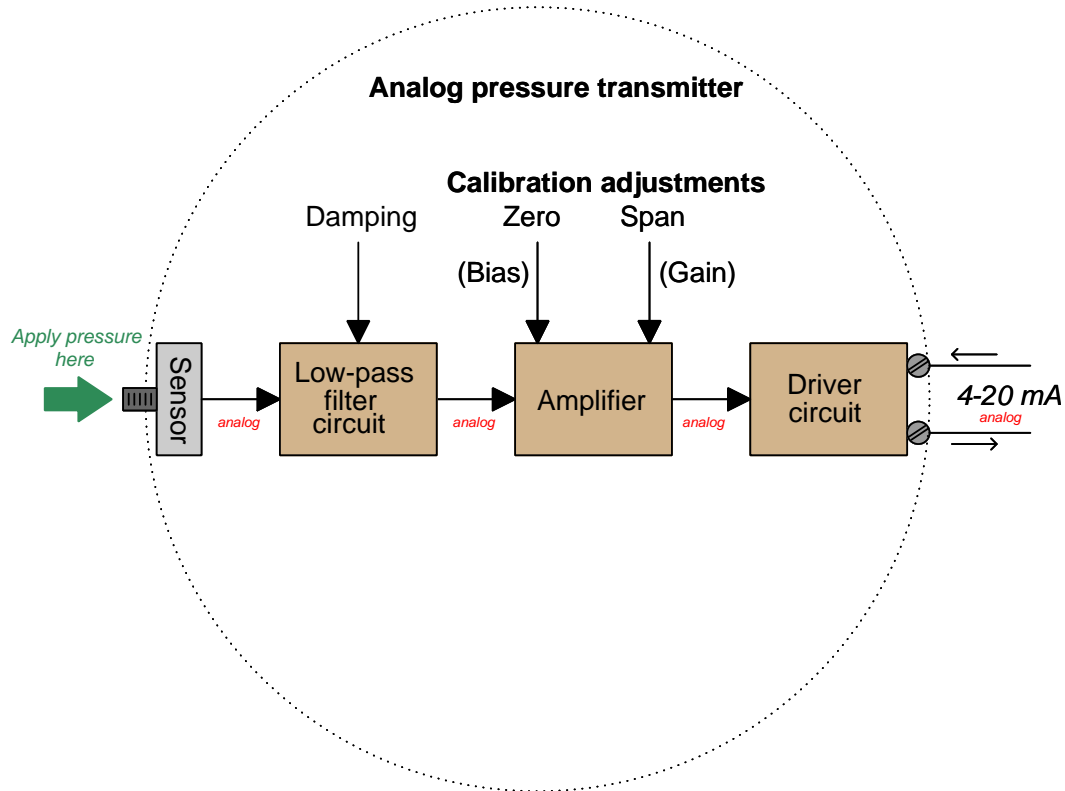 Analog pressure transmitter
Calibration adjustments
Damping
Zero
Span
(Bias)
(Gain)
Apply pressure
here
Sensor
analog
Low-pass
filter
circuit
analog
Amplifier
analog
Driver
circuit
4-20 mA
analog